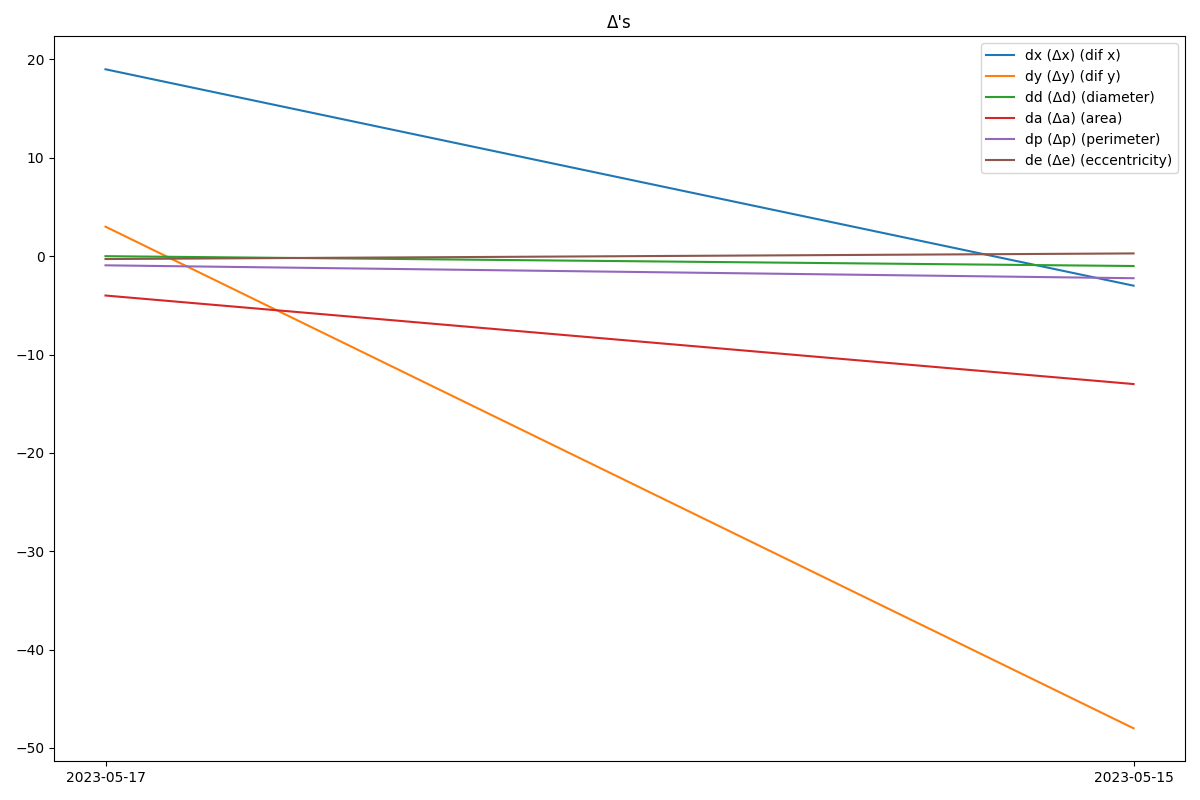 Δ's
dx (Δx) (dif x)
dy (Δy) (dif y)
dd (Δd) (diameter)
da (Δa) (area)
dp (Δp) (perimeter)
de (Δe) (eccentricity)
20
10
0
−10
−20
−30
−40
−50
2023-05-17
2023-05-15